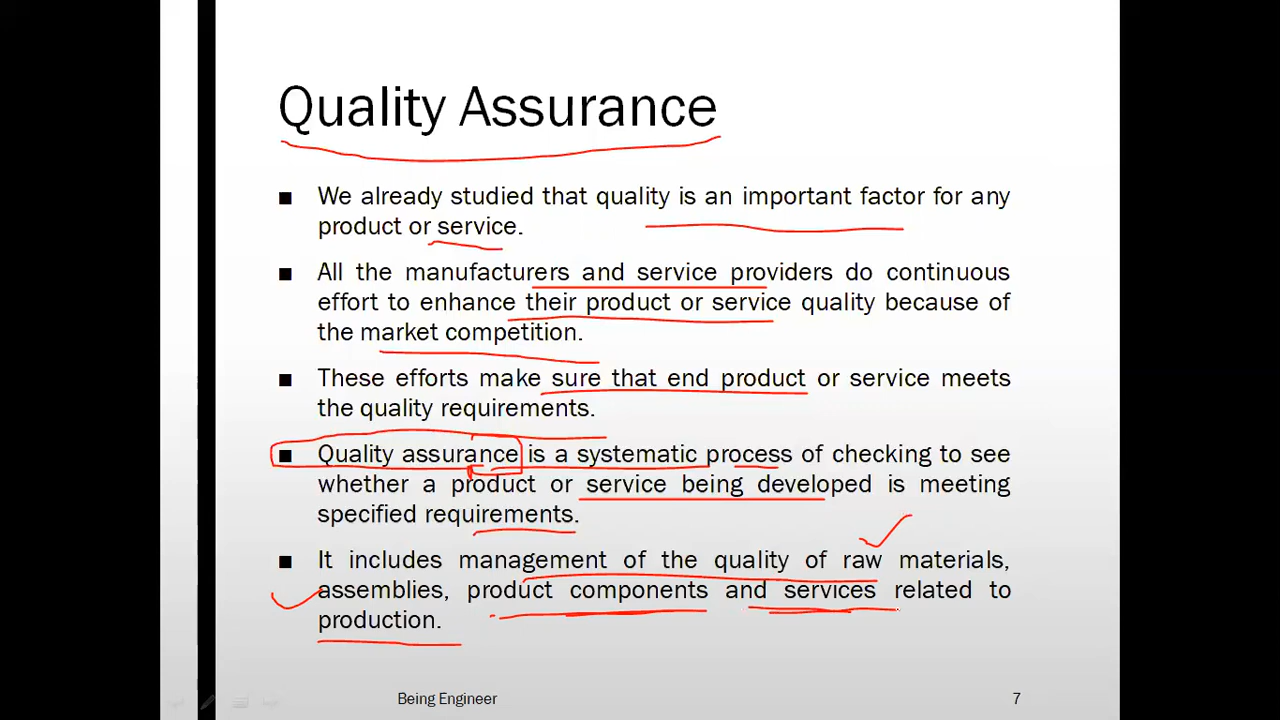 Quality Assurance
■ We already studied that quality is an important factor for any
product or service.
■ All the manufacturers and service providers do continuous
effort to enhance their product or service quality because of
the market competition.
■ These efforts make sure that end product or service meets
the quality requirements.
■ Quality assurance is a systematic process of checking to see
whether a product or service being developed is meeting
specified requirements.
■ It includes management of the quality of raw materials,
assemblies, product components and services related to
production.
Being Engineer 7